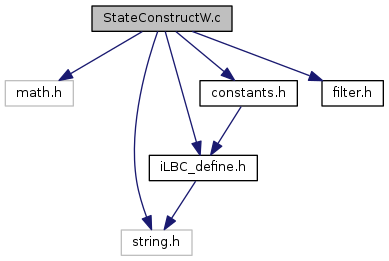 StateConstructW.c
math.h
constants.h
filter.h
iLBC_define.h
string.h